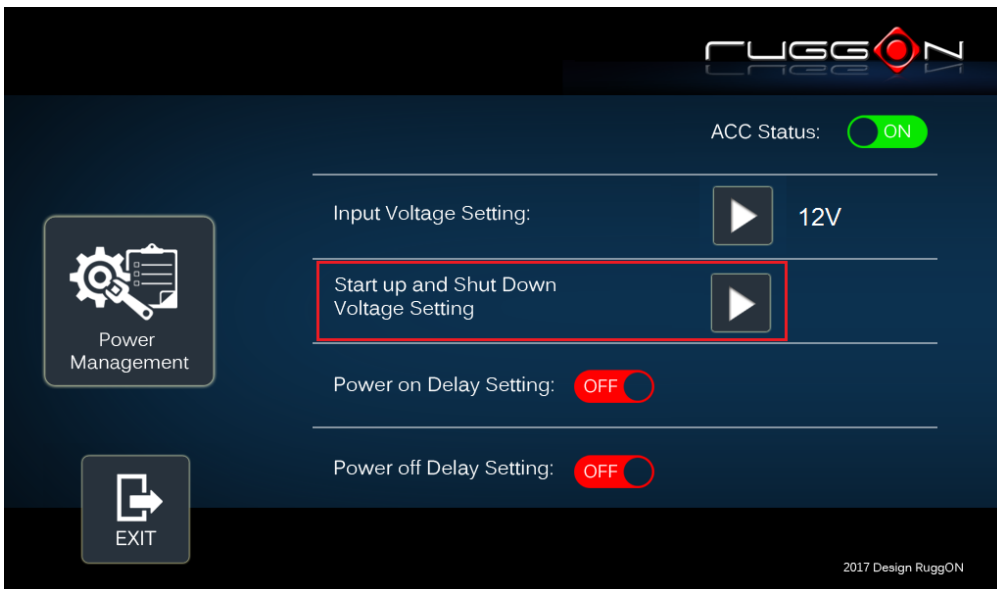 RUGGON
ACC Status: ON
Input Voltage Setting: 12V
Start up and Shut Down
Voltage Setting
Power
Management
Power on Delay Setting: OFF
Power off Delay Setting: OFF
EXIT
2017 Design RuggON